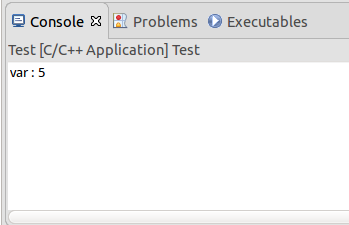 Console Problems Executables
Test [C/C++ Application] Test
var : 5